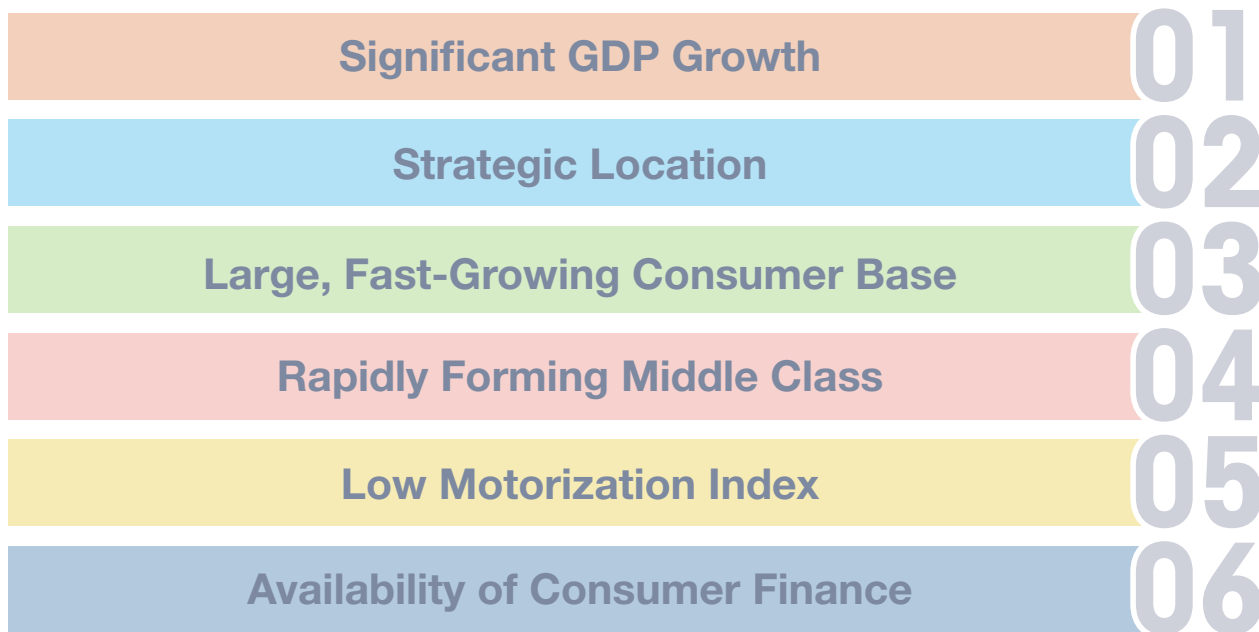 Significant GDP Growth 01
Strategic Location 02
Large, Fast-Growing Consumer Base 03
Rapidly Forming Middle Class 04
Low Motorization Index 05
Availability of Consumer Finance 06